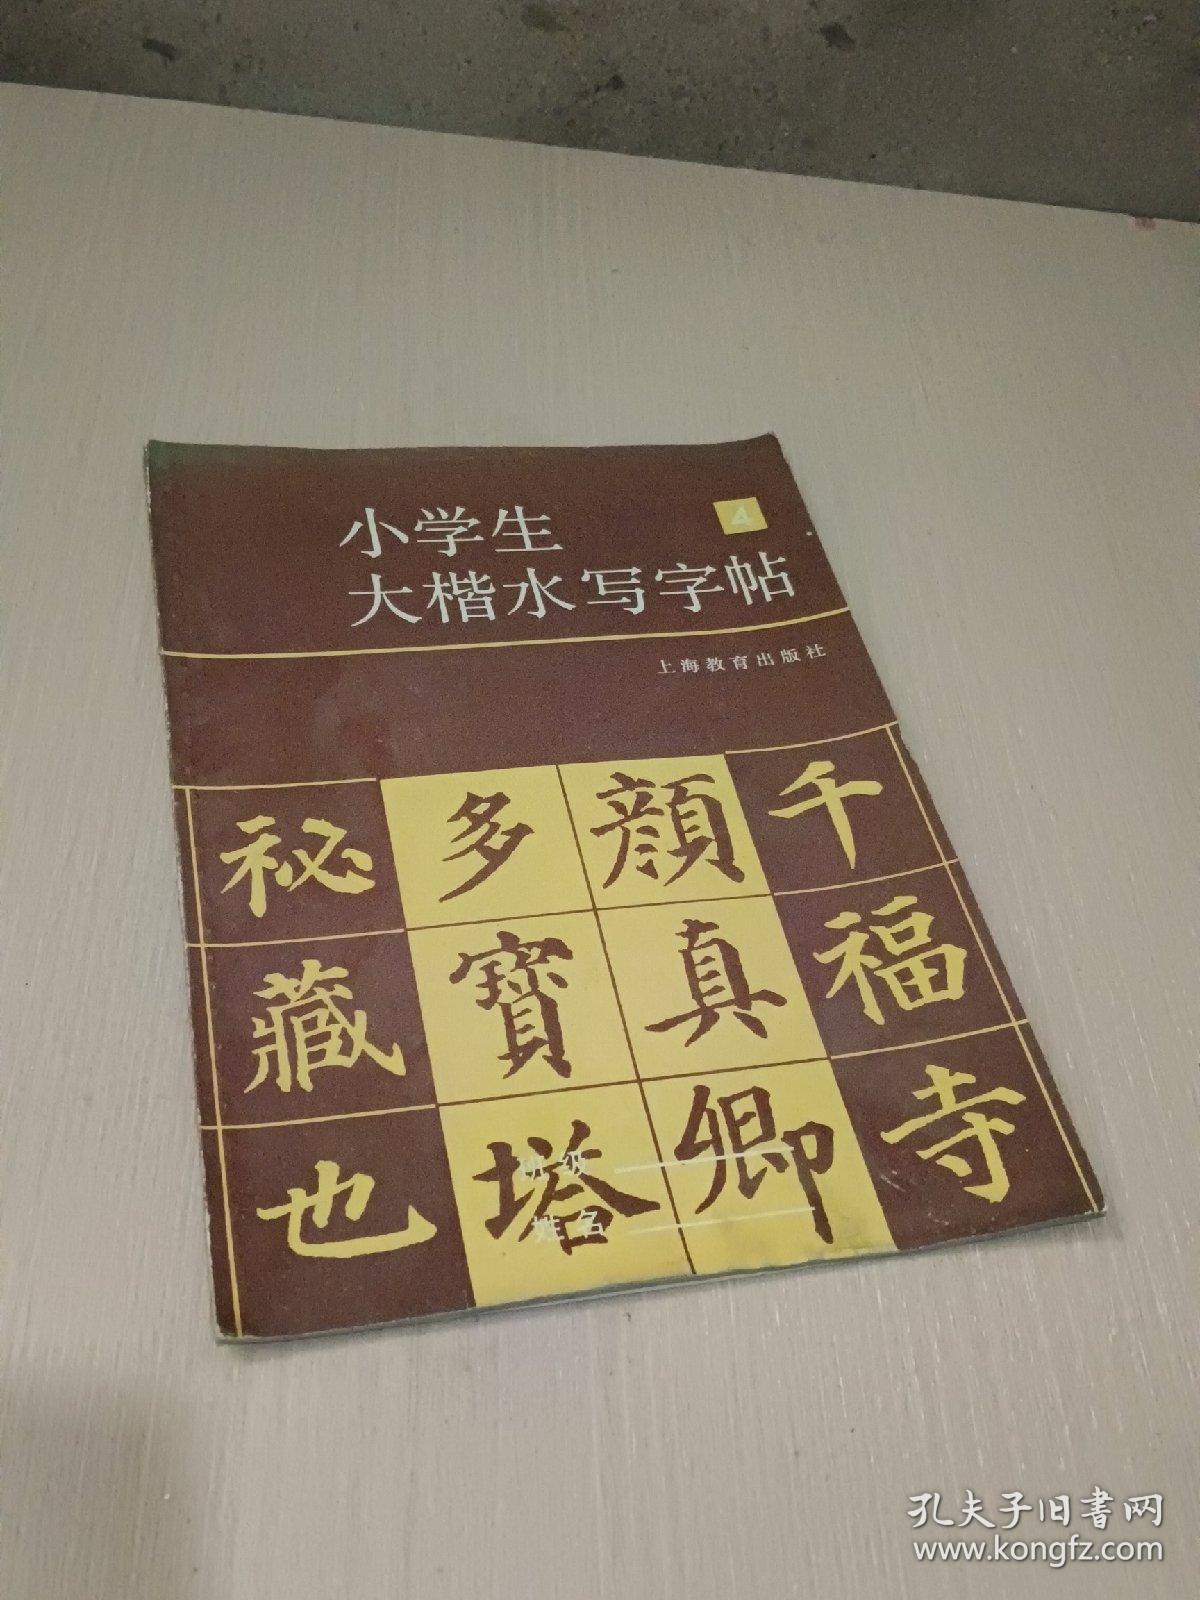 小学生
4
大楷水写字帖
上海教育出版社
千福寺
顔真卿
多寶塔
祕藏也
班级
姓名
孔夫子旧书网
www.kongfz.com